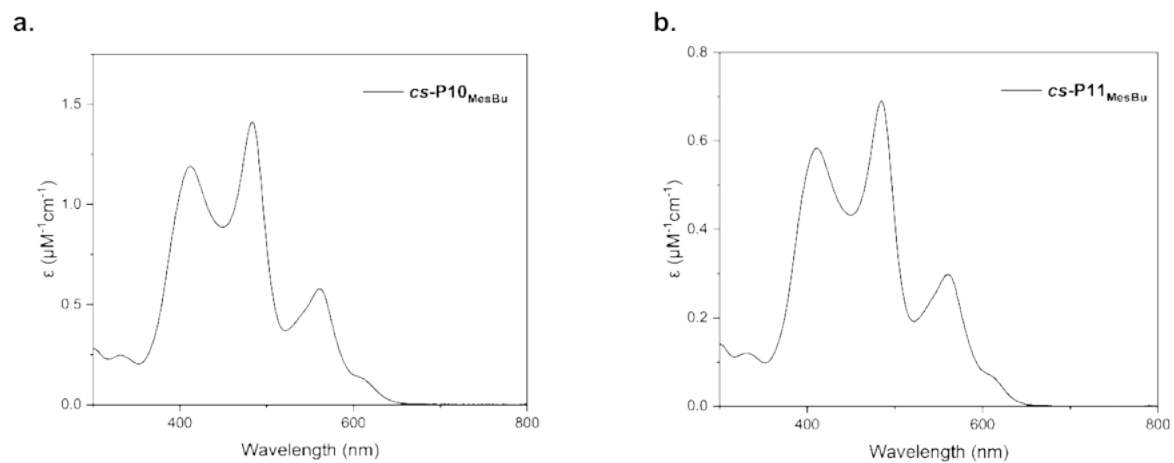 a.
cs-P10MesBu
ε (µM-1cm-1)
1.5
1.0
0.5
0.0
400
600
800
Wavelength (nm)
b.
cs-P11MesBu
ε (µM-1cm-1)
0.8
0.6
0.4
0.2
0.0
400
600
800
Wavelength (nm)